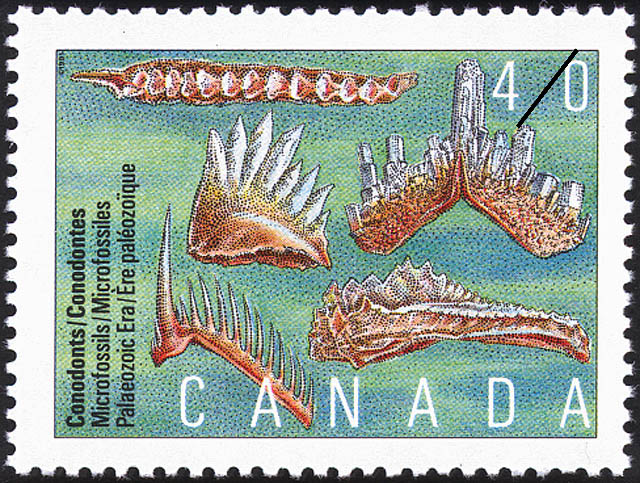 40
Conodonts/Conodontes
Microfossils/Microfossiles
Palaeozoic Era/Ère paléozoïque
CANADA